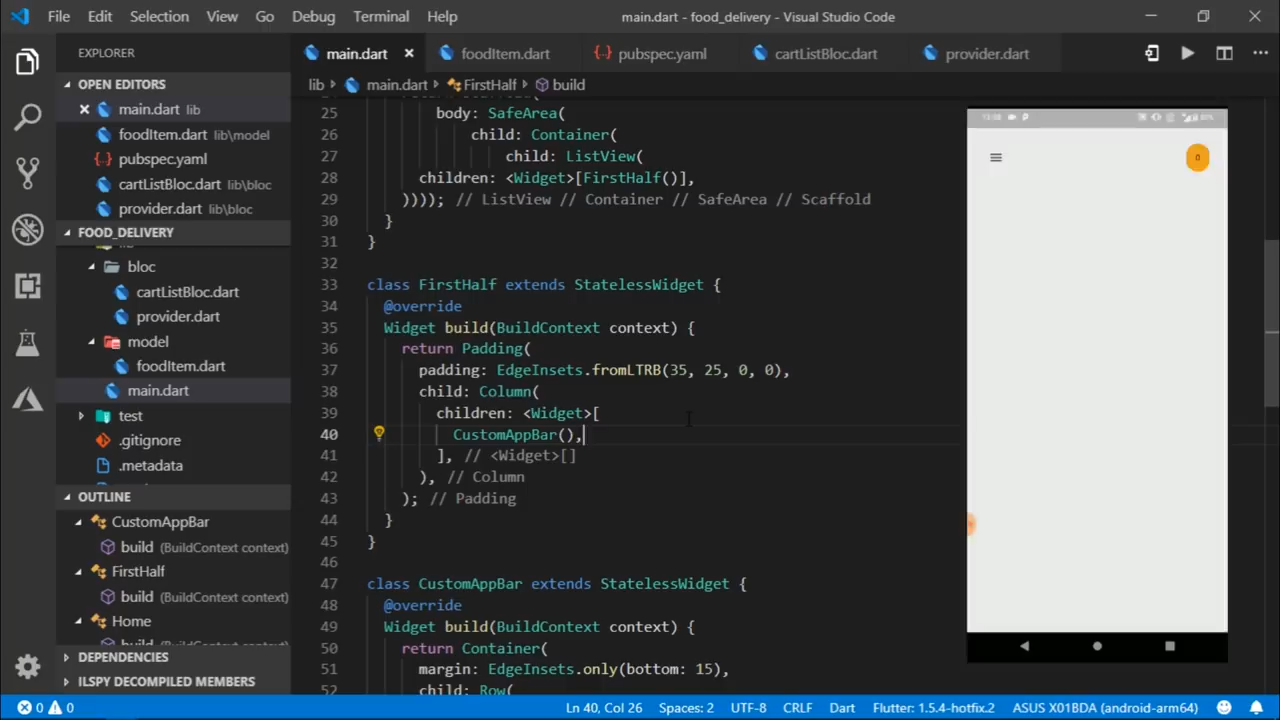 File Edit Selection View Go Debug Terminal Help main.dart - food_delivery - Visual Studio Code
EXPLORER
OPEN EDITORS
main.dart lib
foodItem.dart lib\model
pubspec.yaml
cartListBloc.dart lib\bloc
provider.dart lib\bloc
FOOD_DELIVERY
bloc
cartListBloc.dart
provider.dart
model
foodItem.dart
main.dart
test
.gitignore
.metadata
OUTLINE
CustomAppBar
build (BuildContext context)
FirstHalf
build (BuildContext context)
Home
build (BuildContext context)
DEPENDENCIES
ILSPY DECOMPILED MEMBERS
main.dart foodItem.dart pubspec.yaml cartListBloc.dart provider.dart
lib main.dart FirstHalf build
25 body: SafeArea(
26 child: Container(
27 child: ListView(
28 children: <Widget>[FirstHalf()],
29 )))); // ListView // Container // SafeArea // Scaffold
30 }
31 }
32
33 class FirstHalf extends StatelessWidget {
34 @override
35 Widget build(BuildContext context) {
36 return Padding(
37 padding: EdgeInsets.fromLTRB(35, 25, 0, 0),
38 child: Column(
39 children: <Widget>[
40 CustomAppBar(),
41 ], // <Widget>[]
42 ), // Column
43 ); // Padding
44 }
45 }
46
47 class CustomAppBar extends StatelessWidget {
48 @override
49 Widget build(BuildContext context) {
50 return Container(
51 margin: EdgeInsets.only(bottom: 15),
52 child: Row(
0
0 0 Ln 40, Col 26 Spaces: 2 UTF-8 CRLF Dart Flutter: 1.5.4-hotfix.2 ASUS X01BDA (android-arm64)